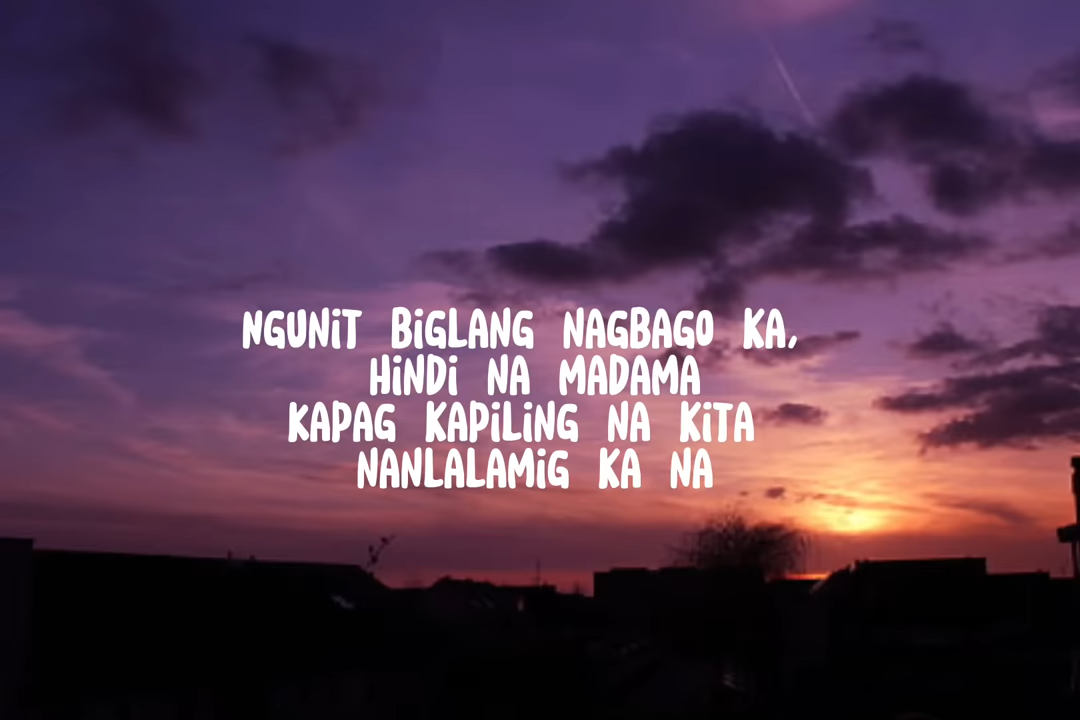 NGUNIT BIGLANG NAGBAGO KA,
HINDI NA MADAMA
KAPAG KAPILING NA KITA
NANLALAMIG KA NA